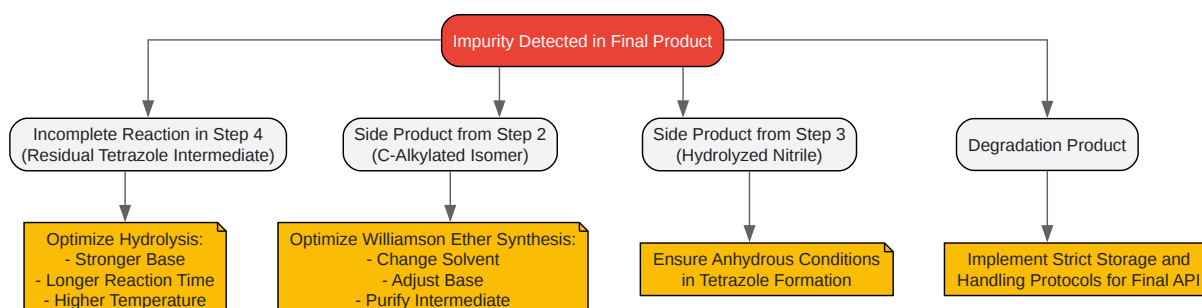 Impurity Detected in Final Product
Incomplete Reaction in Step 4
(Residual Tetrazole Intermediate)
Side Product from Step 2
(C-Alkylated Isomer)
Side Product from Step 3
(Hydrolyzed Nitrile)
Degradation Product
Optimize Hydrolysis:
- Stronger Base
- Longer Reaction Time
- Higher Temperature
Optimize Williamson Ether Synthesis:
- Change Solvent
- Adjust Base
- Purify Intermediate
Ensure Anhydrous Conditions
in Tetrazole Formation
Implement Strict Storage and
Handling Protocols for Final API